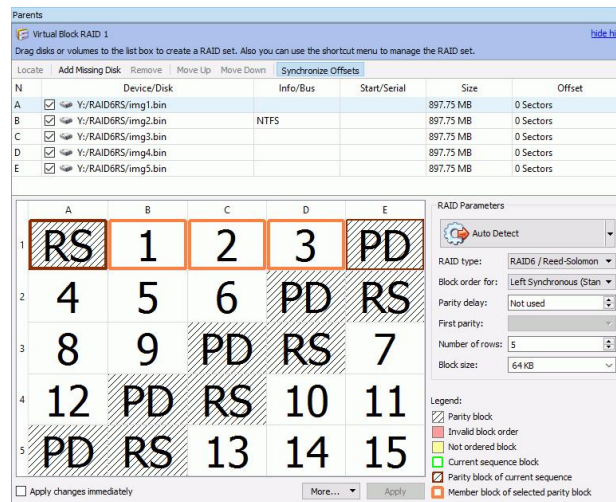 Parents
Virtual Block RAID 1
hide hi
Drag disks or volumes to the list box to create a RAID set. Also you can use the shortcut menu to manage the RAID set.
Locate Add Missing Disk Remove Move Up Move Down Synchronize Offsets
N Device/Disk Info/Bus Start/Serial Size Offset
A Y:/RAID6RS/img1.bin 897.75 MB 0 Sectors
B Y:/RAID6RS/img2.bin NTFS 897.75 MB 0 Sectors
C Y:/RAID6RS/img3.bin 897.75 MB 0 Sectors
D Y:/RAID6RS/img4.bin 897.75 MB 0 Sectors
E Y:/RAID6RS/img5.bin 897.75 MB 0 Sectors
A B C D E
1 RS 1 2 3 PD
2 4 5 6 PD RS
3 8 9 PD RS 7
4 12 PD RS 10 11
5 PD RS 13 14 15
RAID Parameters
Auto Detect
RAID type: RAID6 / Reed-Solomon
Block order for: Left Synchronous (Stan
Parity delay: Not used
First parity:
Number of rows: 5
Block size: 64 KB
Legend:
Parity block
Invalid block order
Not ordered block
Current sequence block
Parity block of current sequence
Member block of selected parity block
Apply changes immediately More... Apply